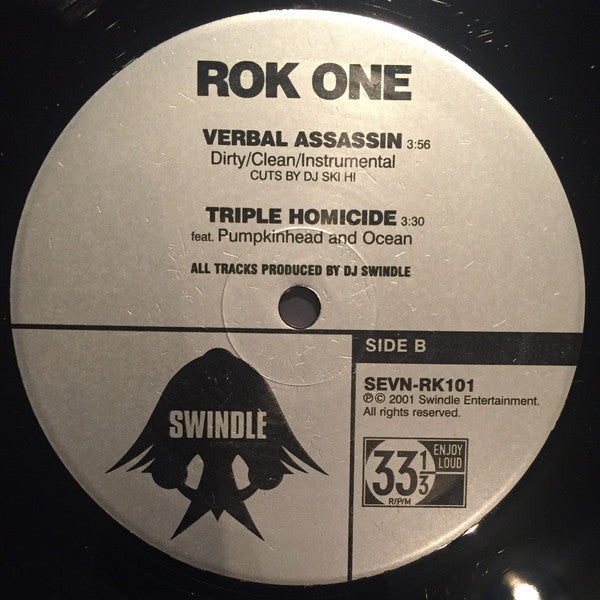 ROK ONE
VERBAL ASSASSIN 3:56
Dirty/Clean/Instrumental
CUTS BY DJ SKI HI
TRIPLE HOMICIDE 3:30
feat. Pumpkinhead and Ocean
ALL TRACKS PRODUCED BY DJ SWINDLE
SIDE B
SWINDLE
SEVN-RK101
℗© 2001 Swindle Entertainment.
All rights reserved.
33 1/3
R/P/M
ENJOY
LOUD